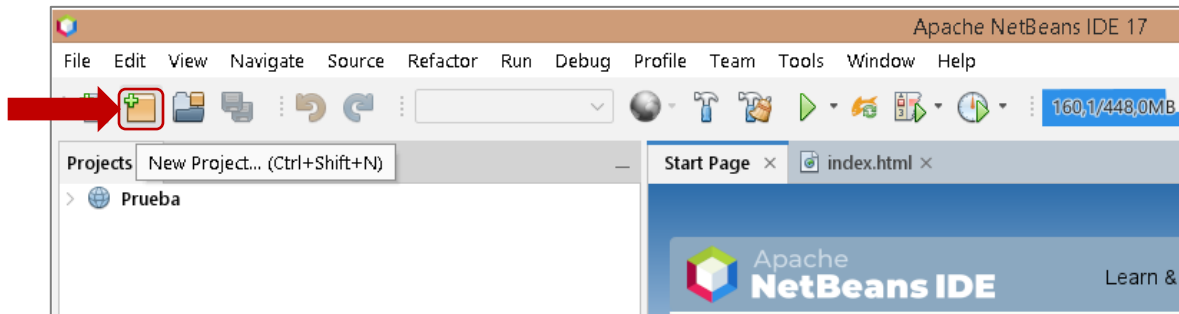 Apache NetBeans IDE 17
File Edit View Navigate Source Refactor Run Debug Profile Team Tools Window Help
160,1/448,0MB
Projects New Project... (Ctrl+Shift+N) Start Page index.html
Prueba
Apache
NetBeans IDE
Learn &